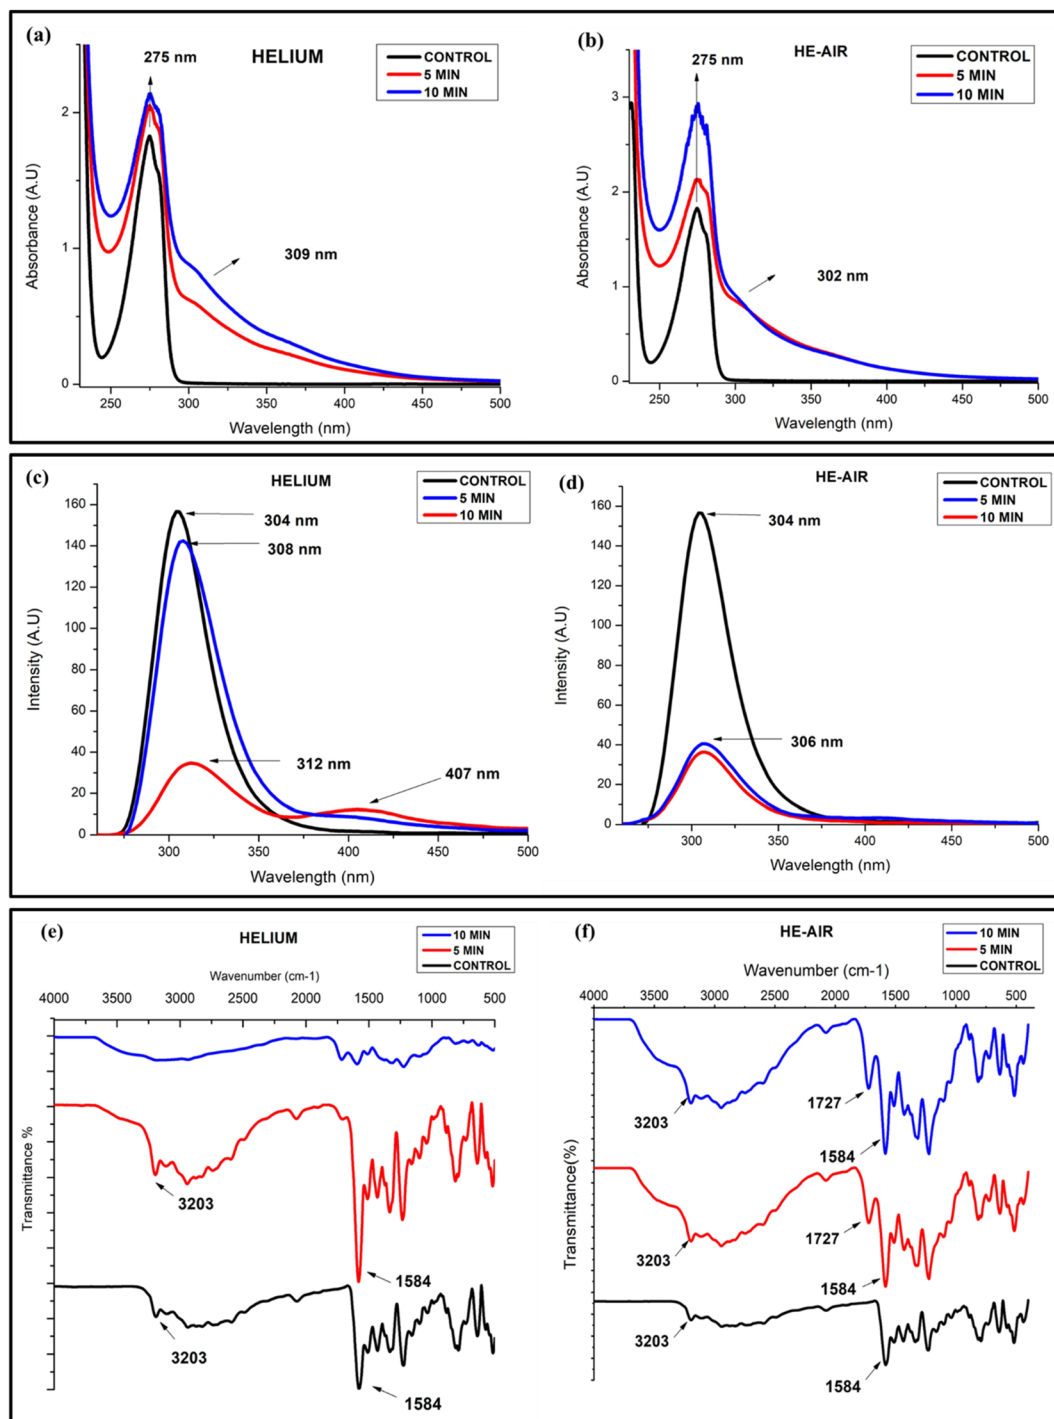 (a)
HELIUM
275 nm
CONTROL
5 MIN
10 MIN
309 nm
Absorbance (A.U)
2
1
0
250 300 350 400 450 500
Wavelength (nm)
(b)
HE-AIR
275 nm
CONTROL
5 MIN
10 MIN
302 nm
Absorbance (A.U)
3
2
1
0
250 300 350 400 450 500
Wavelength (nm)
(c)
HELIUM
CONTROL
5 MIN
10 MIN
304 nm
308 nm
312 nm
407 nm
Intensity (A.U)
160
140
120
100
80
60
40
20
0
300 350 400 450 500
Wavelength (nm)
(d)
HE-AIR
CONTROL
5 MIN
10 MIN
304 nm
306 nm
Intensity (A.U)
160
140
120
100
80
60
40
20
0
300 350 400 450 500
Wavelength (nm)
(e)
HELIUM
10 MIN
5 MIN
CONTROL
Wavenumber (cm-1)
4000 3500 3000 2500 2000 1500 1000 500
Transmittance %
3203
1584
3203
1584
(f)
HE-AIR
10 MIN
5 MIN
CONTROL
Wavenumber (cm-1)
4000 3500 3000 2500 2000 1500 1000 500
Transmittance(%)
3203
1727
1584
3203
1727
1584
3203
1584